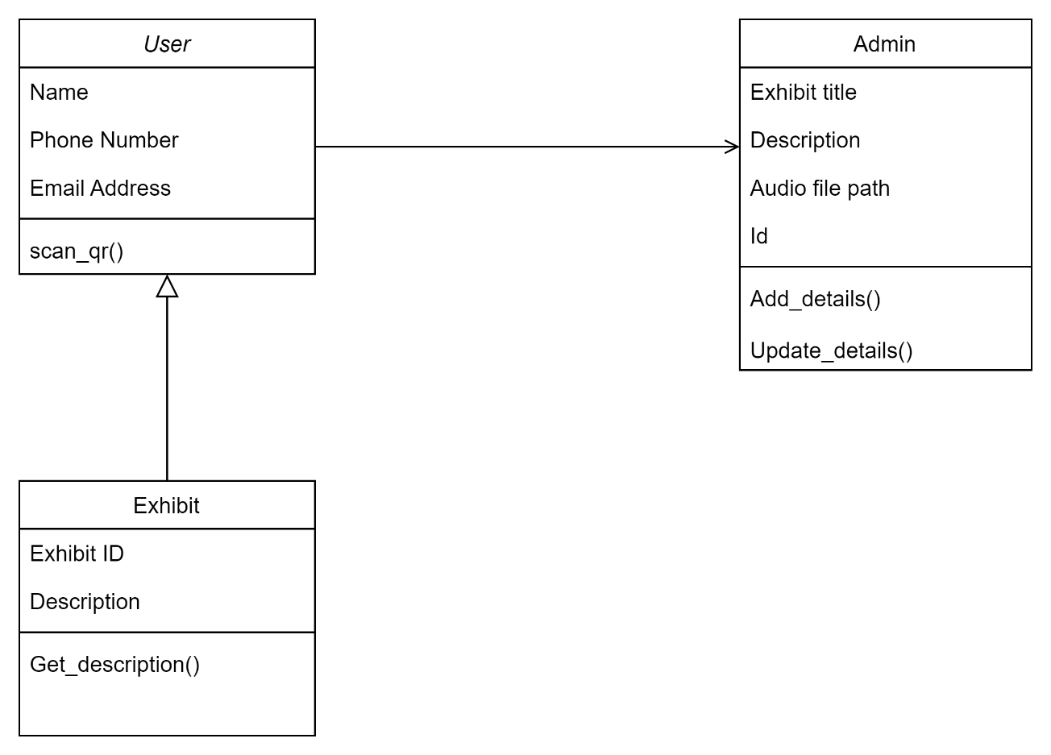 User
Name
Phone Number
Email Address
scan_qr()
Admin
Exhibit title
Description
Audio file path
Id
Add_details()
Update_details()
Exhibit
Exhibit ID
Description
Get_description()